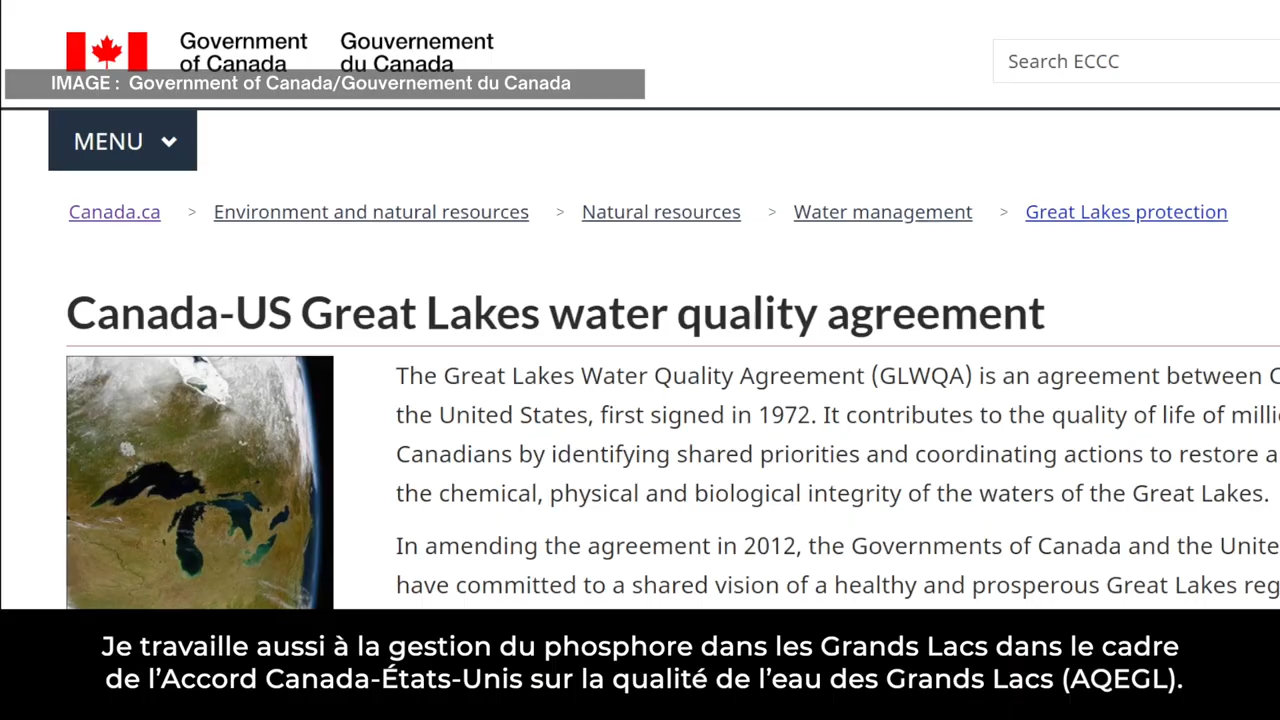 Government
of Canada
Gouvernement
du Canada
IMAGE : Government of Canada/Gouvernement du Canada
Search ECCC
MENU
Canada.ca > Environment and natural resources > Natural resources > Water management > Great Lakes protection
Canada-US Great Lakes water quality agreement
The Great Lakes Water Quality Agreement (GLWQA) is an agreement between
the United States, first signed in 1972. It contributes to the quality of life of
Canadians by identifying shared priorities and coordinating actions to restore
the chemical, physical and biological integrity of the waters of the Great Lakes.
In amending the agreement in 2012, the Governments of Canada and the
have committed to a shared vision of a healthy and prosperous Great Lakes
Je travaille aussi à la gestion du phosphore dans les Grands Lacs dans le cadre
de l'Accord Canada-États-Unis sur la qualité de l'eau des Grands Lacs (AQEGL).